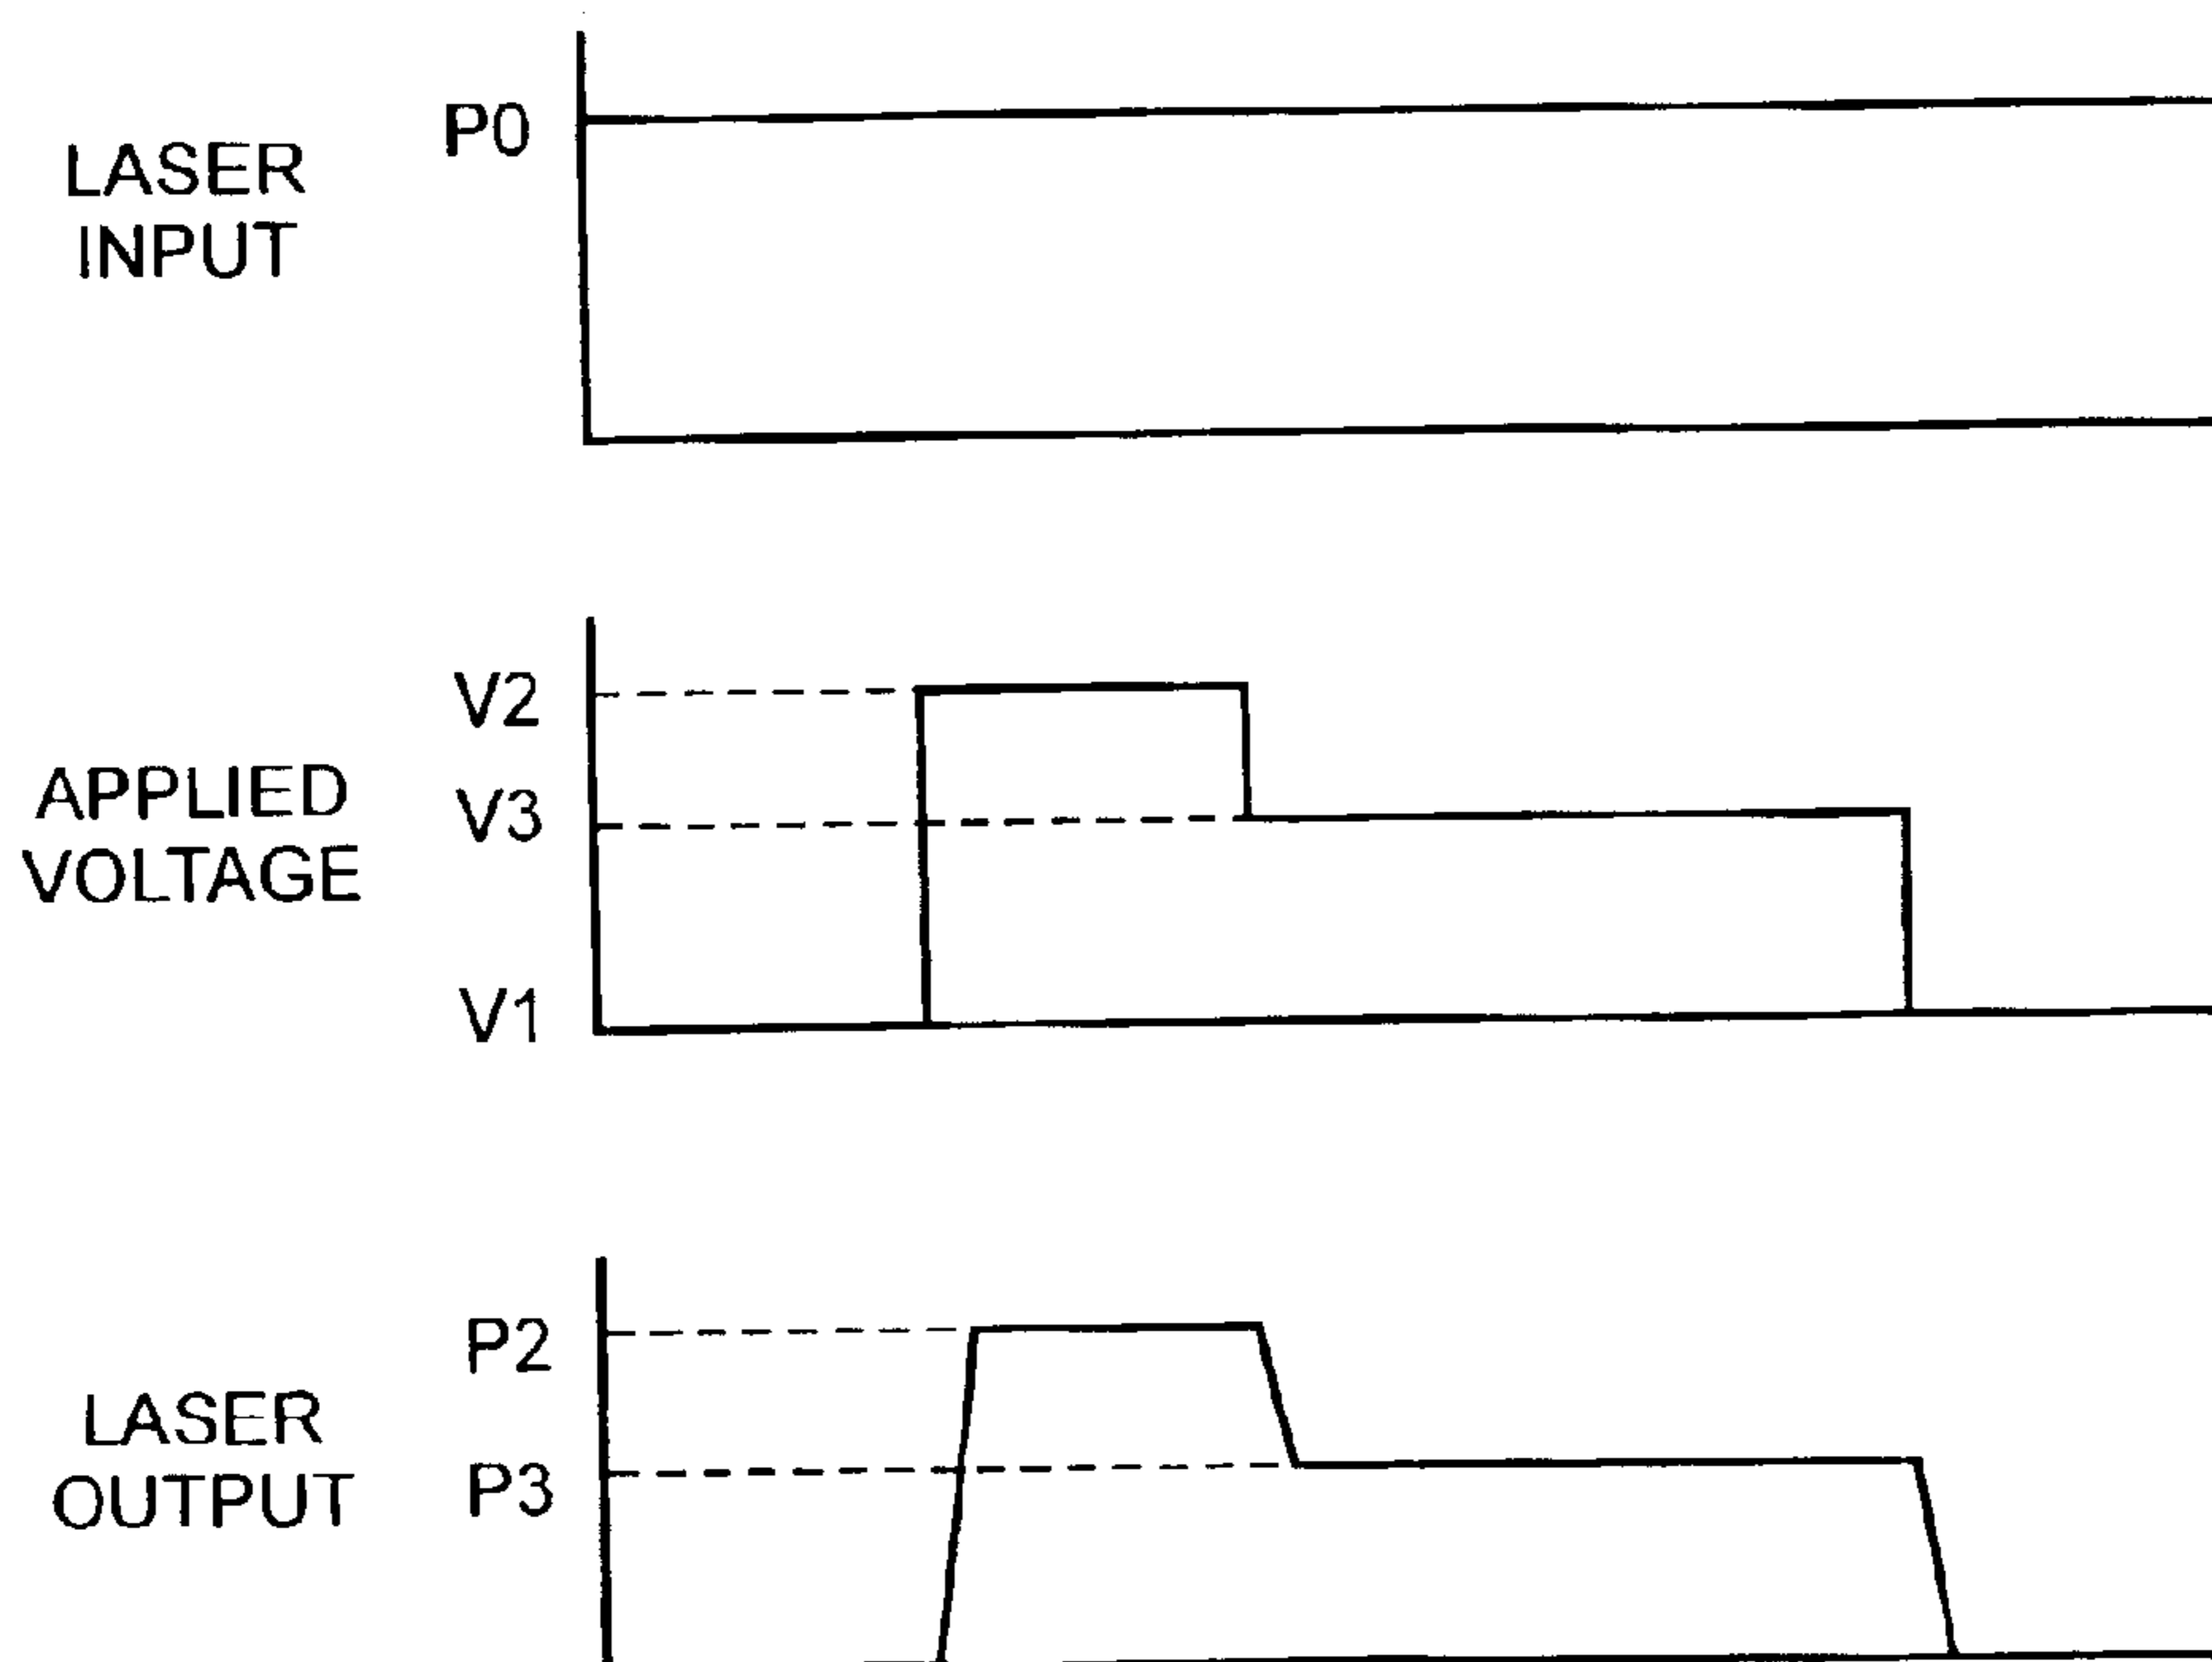 P0
LASER
INPUT
V2
V3
APPLIED
VOLTAGE
V1
P2
LASER
OUTPUT
P3